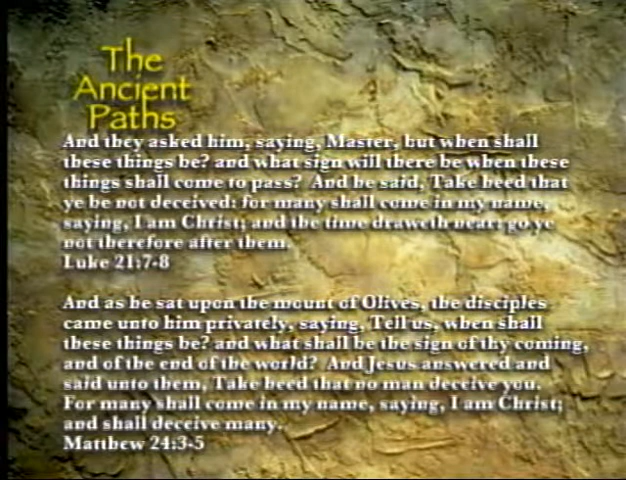 The
Ancient
Paths
And they asked him, saying, Master, but when shall
these things be? and what sign will there be when these
things shall come to pass? And he said, Take heed that
ye be not deceived: for many shall come in my name,
saying, I am Christ; and the time draweth near: go ye
not therefore after them.
Luke 21:7-8
And as he sat upon the mount of Olives, the disciples
came unto him privately, saying, Tell us, when shall
these things be? and what shall be the sign of thy coming,
and of the end of the world? And Jesus answered and
said unto them, Take heed that no man deceive you.
For many shall come in my name, saying, I am Christ;
and shall deceive many.
Matthew 24:3-5